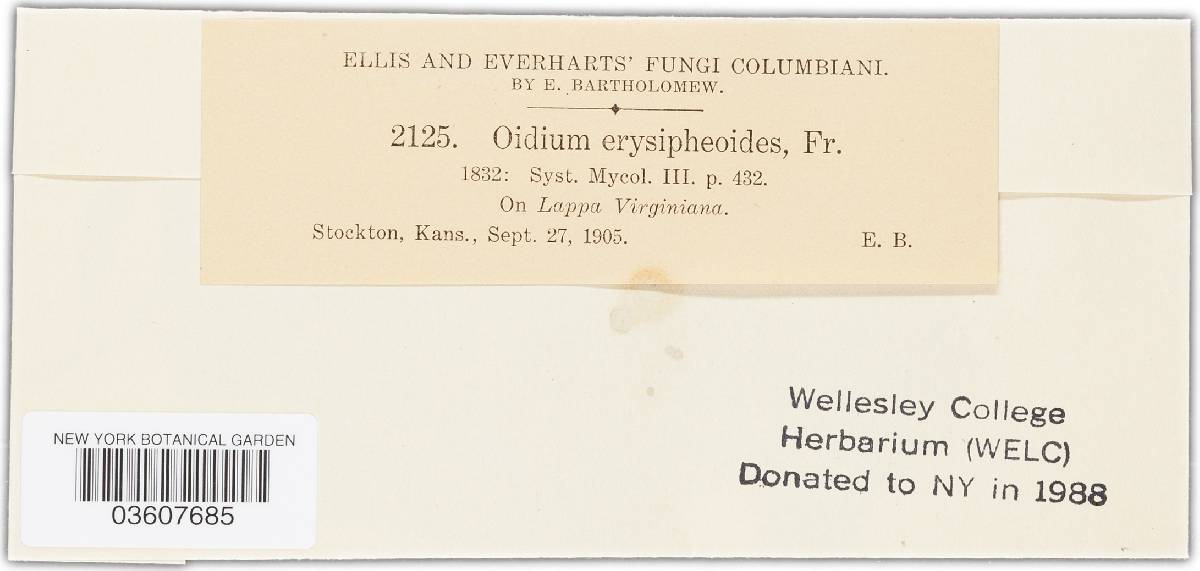 ELLIS AND EVERHARTS' FUNGI COLUMBIANI.
BY E. BARTHOLOMEW.
2125. Oidium erysipheoides, Fr.
1832: Syst. Mycol. III. p. 432.
On Lappa Virginiana.
Stockton, Kans., Sept. 27, 1905. E. B.
Wellesley College
Herbarium (WELC)
Donated to NY in 1988
NEW YORK BOTANICAL GARDEN
03607685